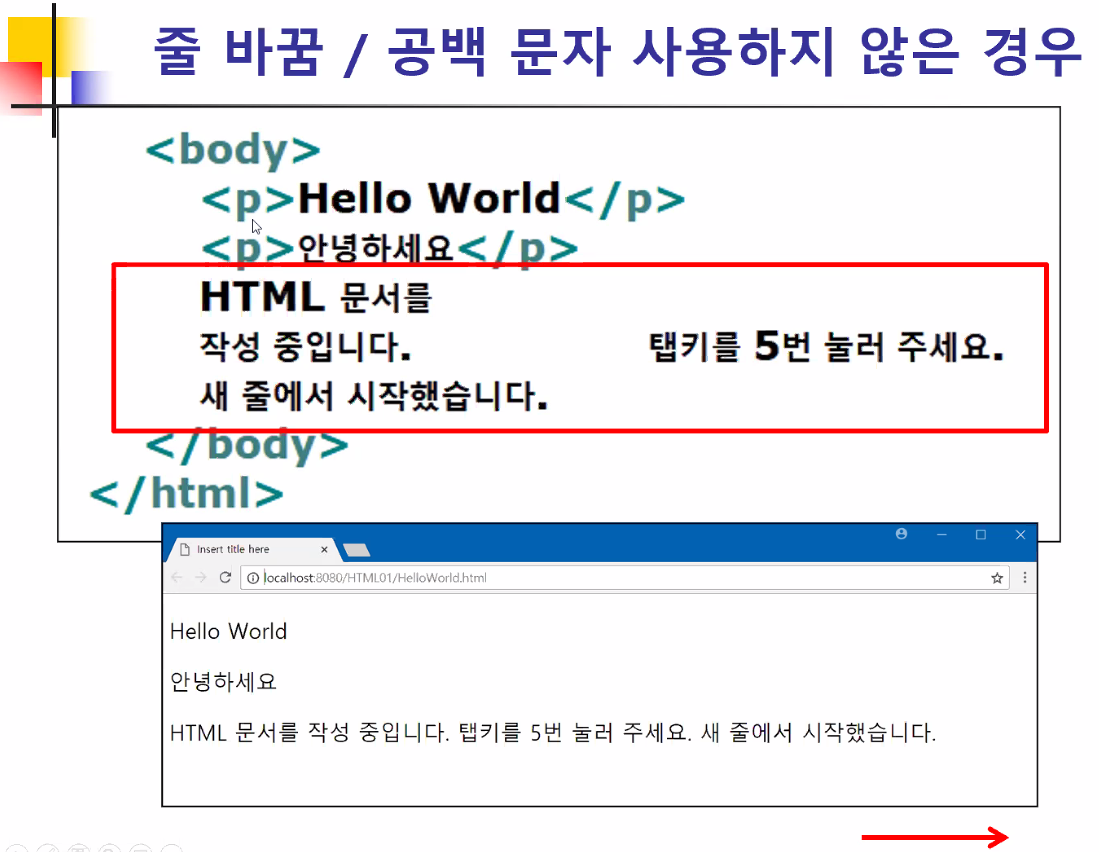 줄 바꿈 / 공백 문자 사용하지 않은 경우
<body>
<p>Hello World</p>
<p>안녕하세요</p>
HTML 문서를
작성 중입니다. 탭키를 5번 눌러 주세요.
새 줄에서 시작했습니다.
</body>
</html>
Insert title here
localhost:8080/HTML01/HelloWorld.html
Hello World
안녕하세요
HTML 문서를 작성 중입니다. 탭키를 5번 눌러 주세요. 새 줄에서 시작했습니다.